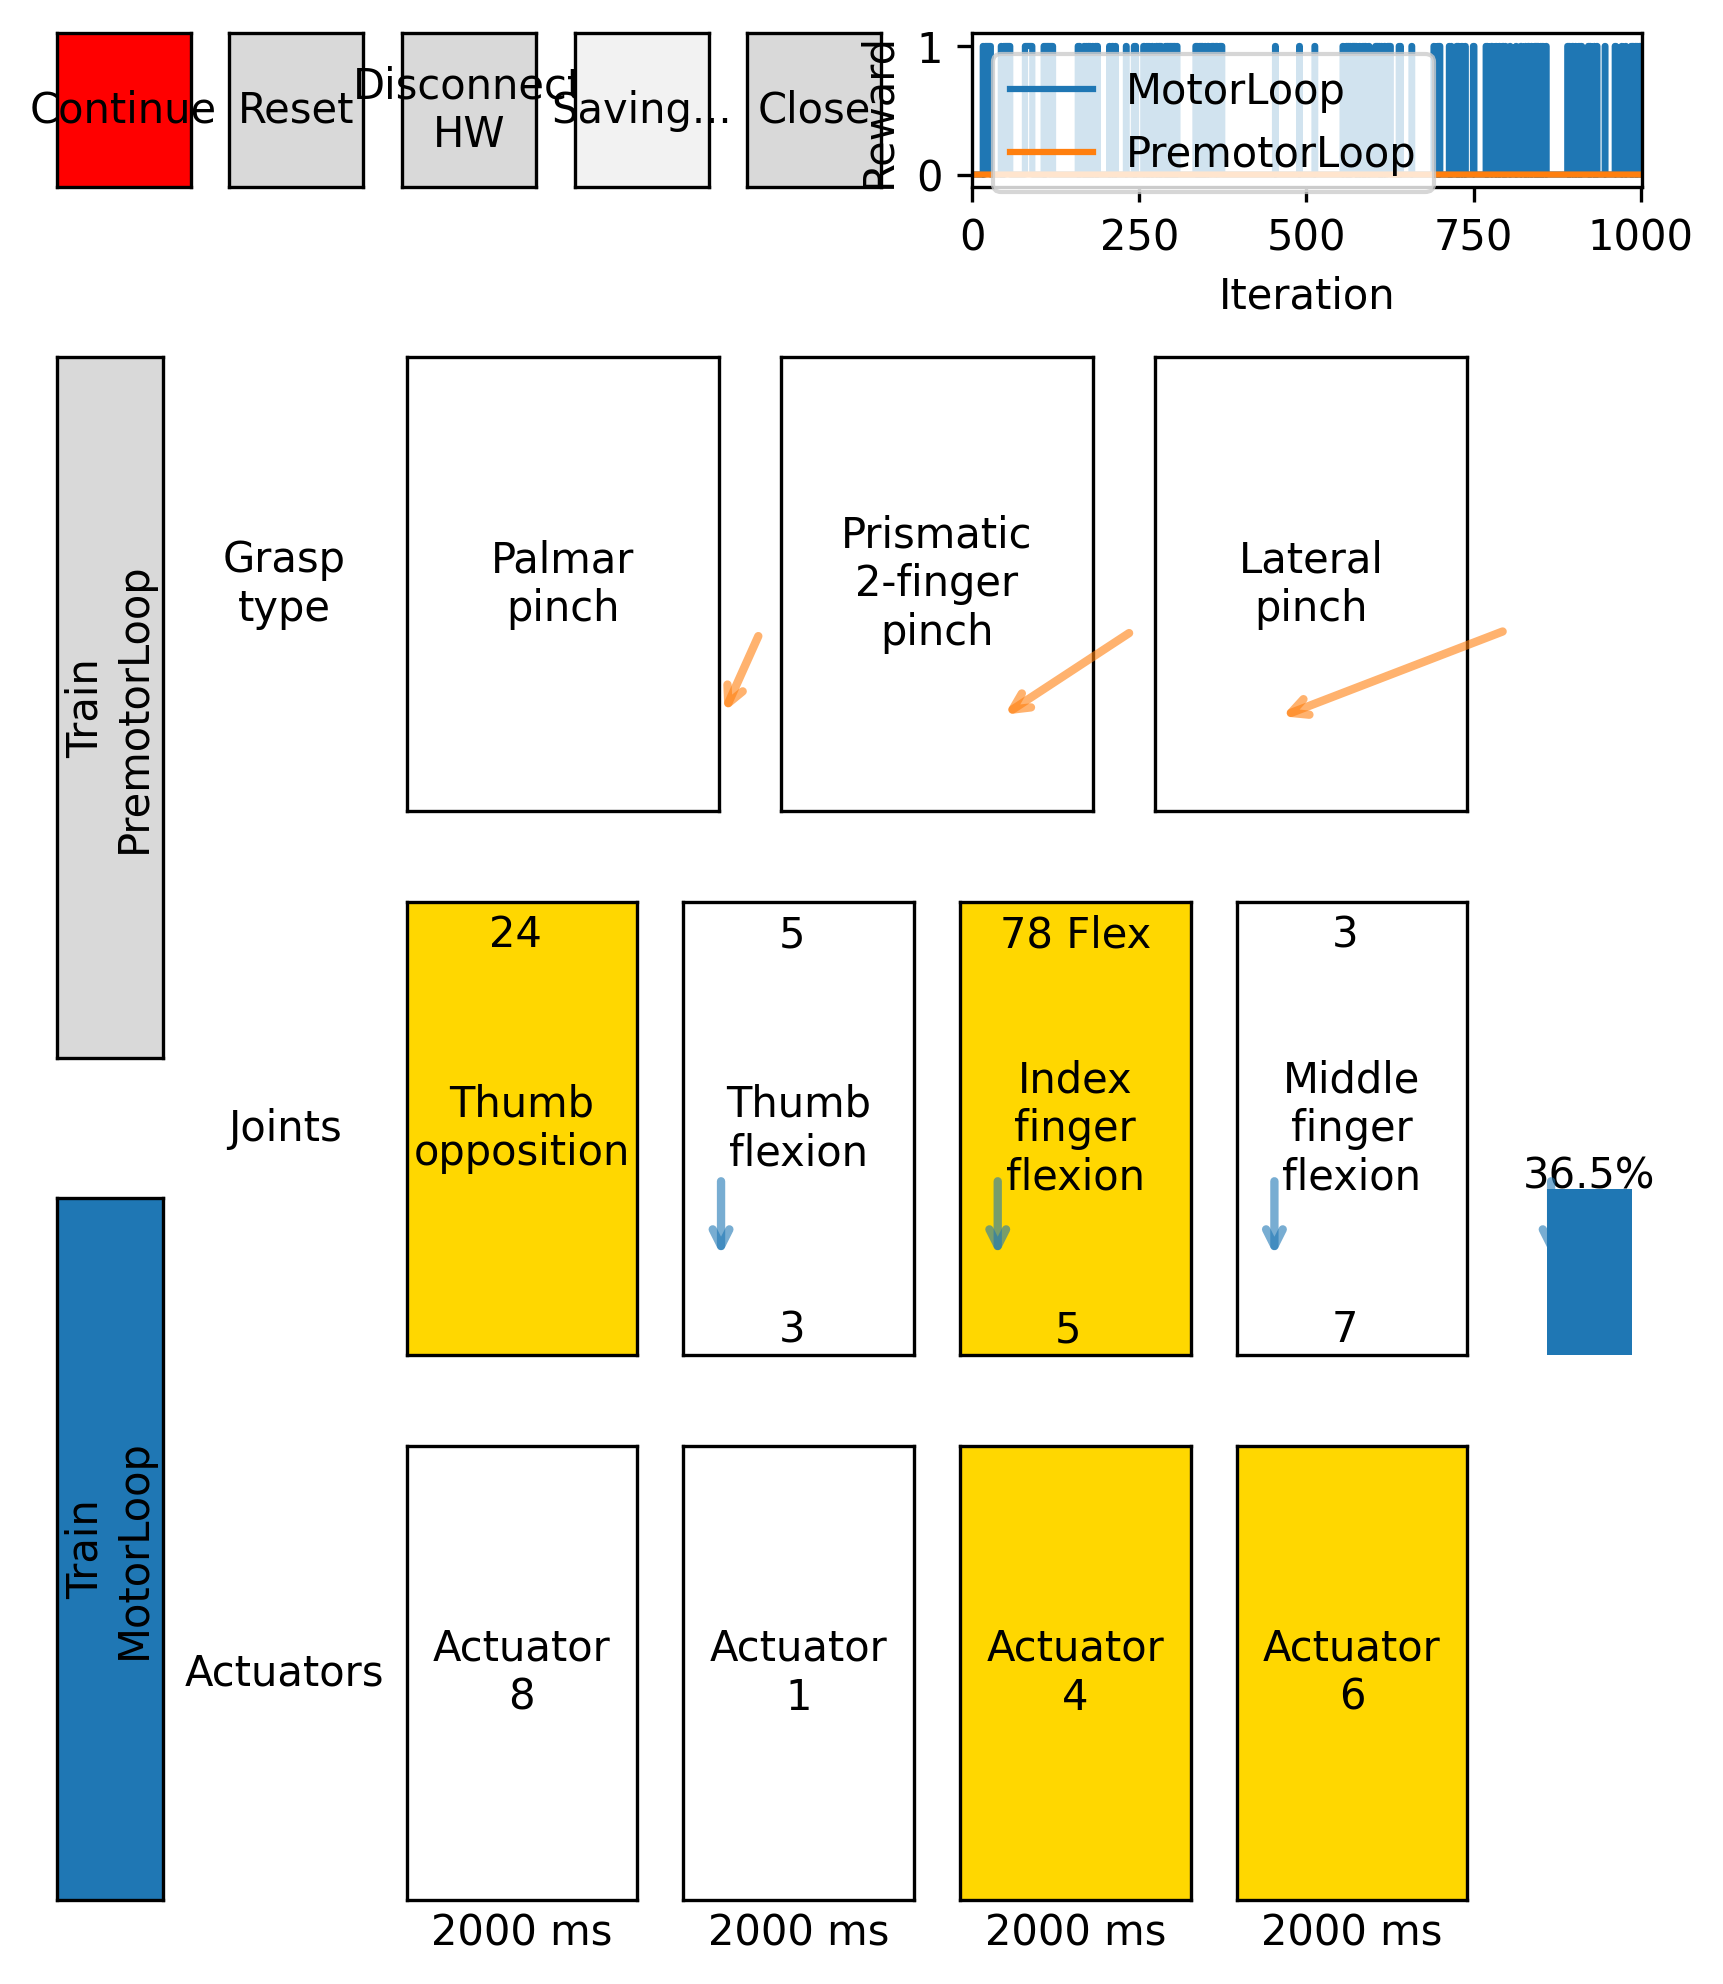 Continue
Reset
Disconnect
HW
Saving...
Close
Reward
1
0
MotorLoop
PremotorLoop
0
250
500
750
1000
Iteration
Train
PremotorLoop
Grasp
type
Palmar
pinch
Prismatic
2-finger
pinch
Lateral
pinch
Joints
24
Thumb
opposition
5
Thumb
flexion
3
78 Flex
Index
finger
flexion
5
3
Middle
finger
flexion
7
36.5%
Train
MotorLoop
Actuators
Actuator
8
Actuator
1
Actuator
4
Actuator
6
2000 ms
2000 ms
2000 ms
2000 ms